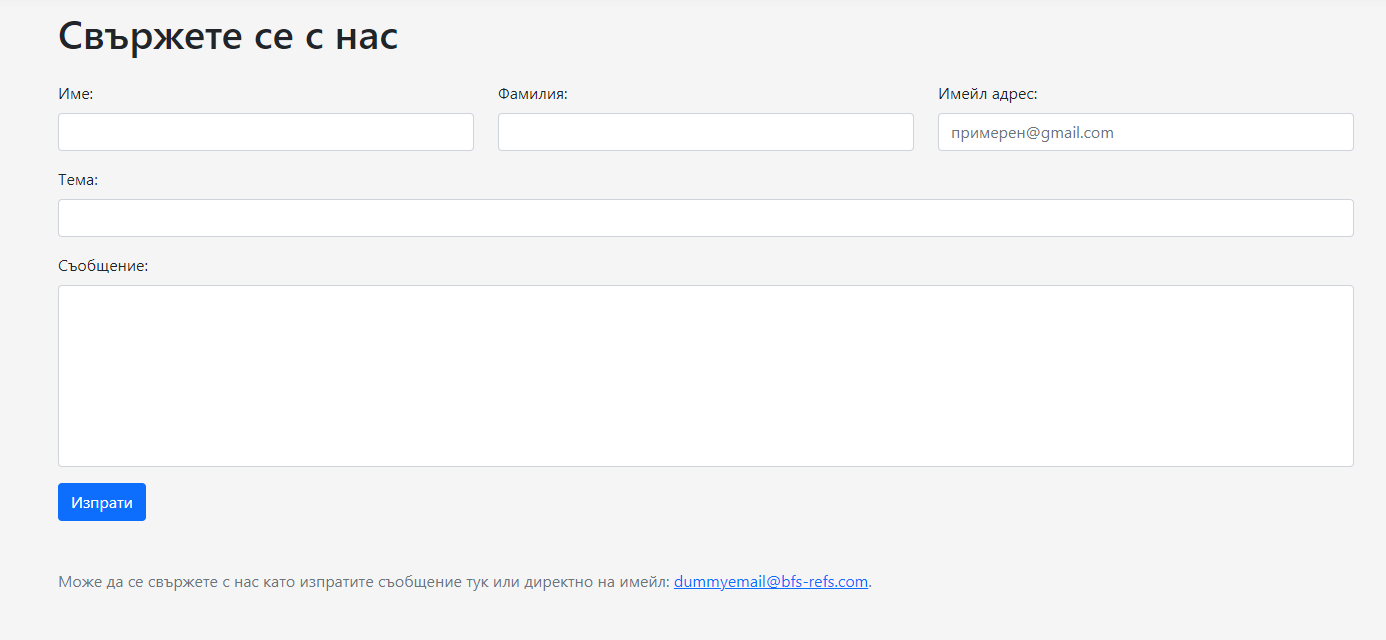 Свържете се с нас
Име: Фамилия: Имейл адрес:
примерен@gmail.com
Тема:
Съобщение:
Изпрати
Може да се свържете с нас като изпратите съобщение тук или директно на имейл: dummyemail@bfs-refs.com.